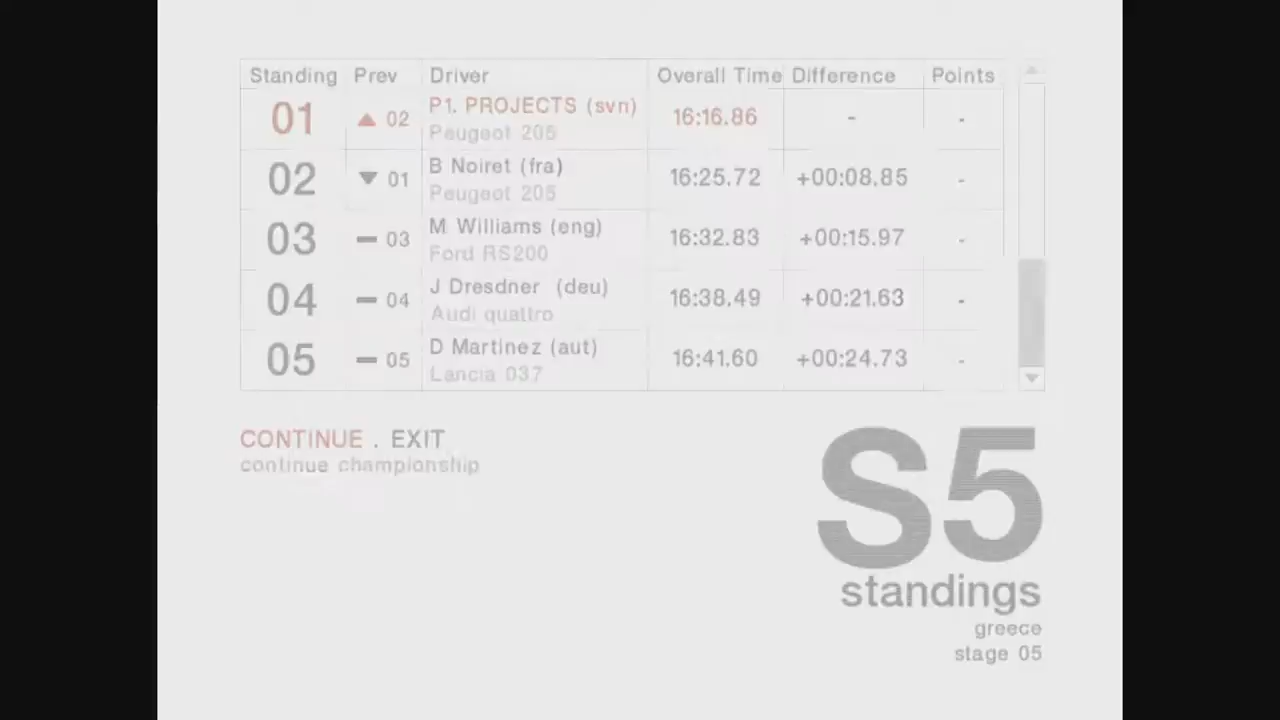 Standing Prev Driver Overall Time Difference Points
01 ▲ 02 P1. PROJECTS (svn) 16:16.86 - -
Peugeot 205
02 ▼ 01 B Noiret (fra) 16:25.72 +00:08.85 -
Peugeot 205
03 03 M Williams (eng) 16:32.83 +00:15.97 -
Ford RS200
04 04 J Dresdner (deu) 16:38.49 +00:21.63 -
Audi quattro
05 05 D Martinez (aut) 16:41.60 +00:24.73 -
Lancia 037
CONTINUE . EXIT
continue championship
S5
standings
greece
stage 05